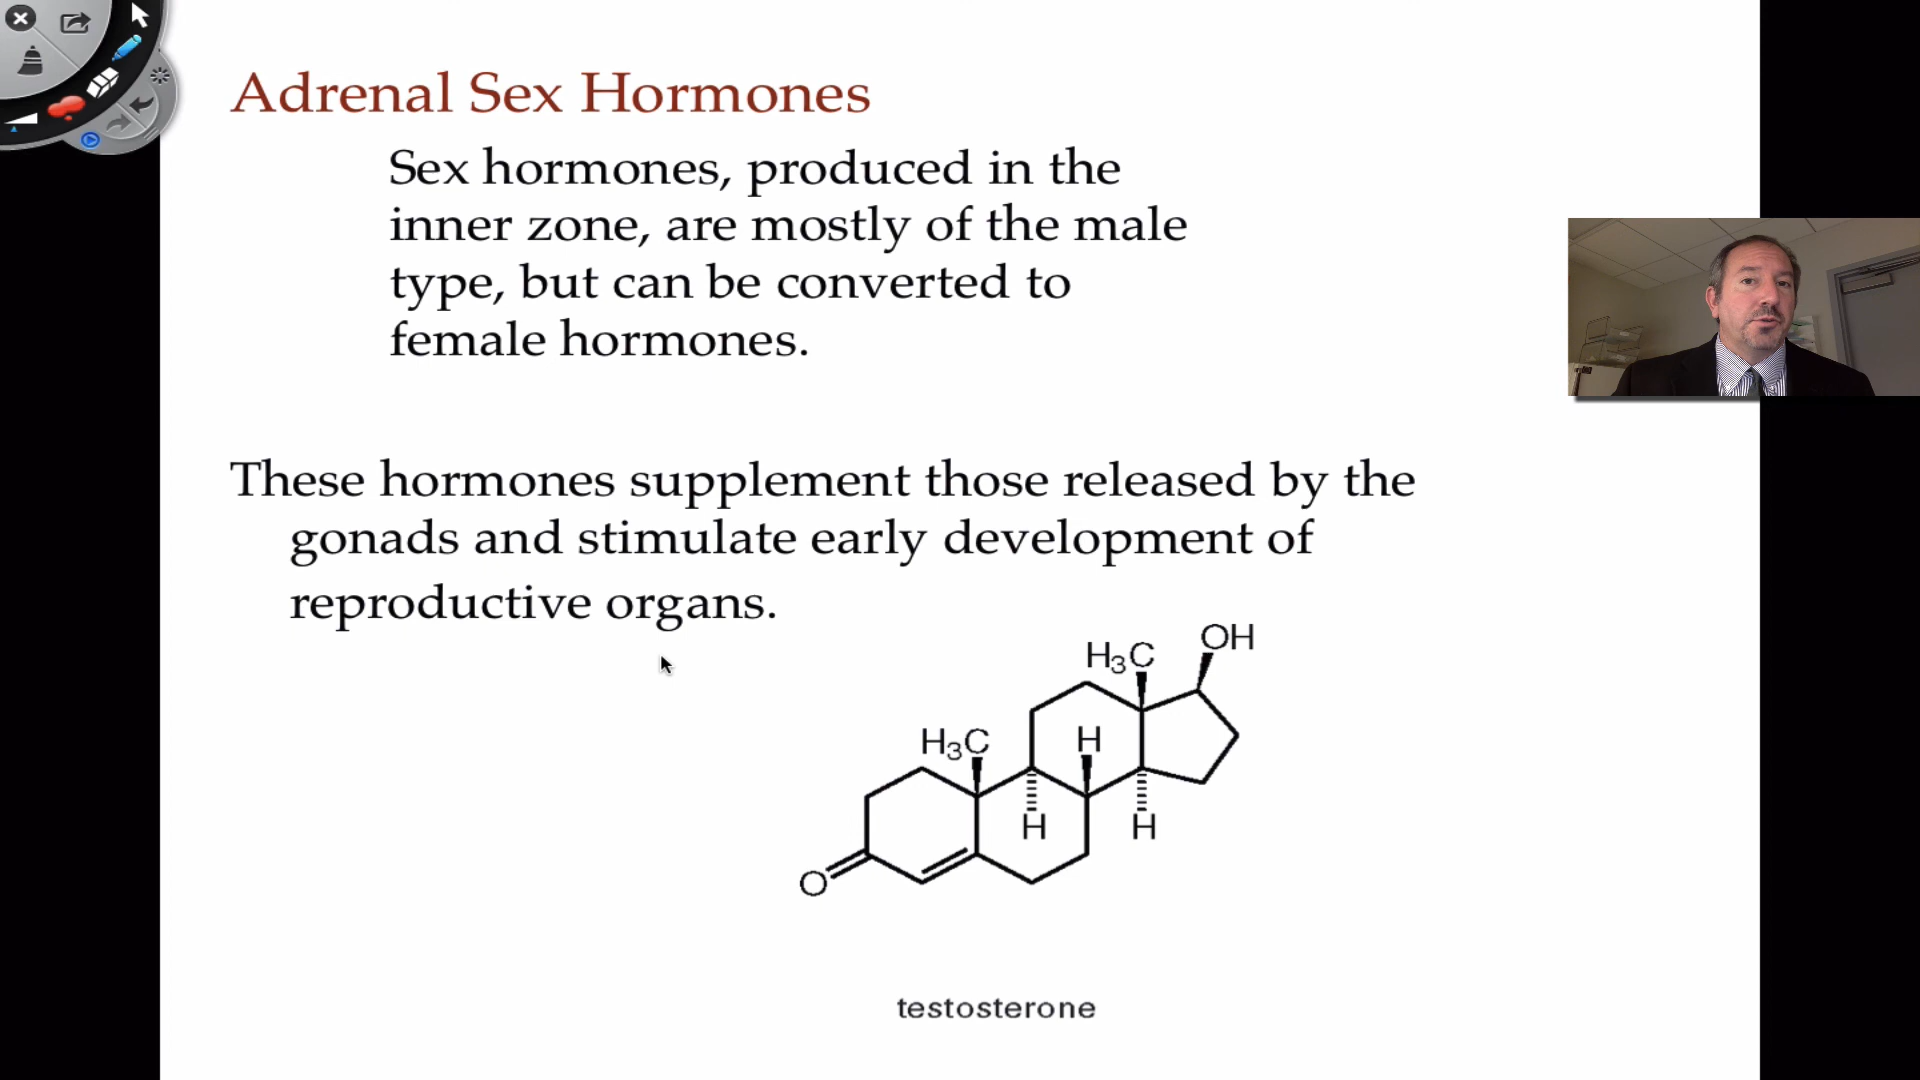 Adrenal Sex Hormones
Sex hormones, produced in the
inner zone, are mostly of the male
type, but can be converted to
female hormones.
These hormones supplement those released by the
gonads and stimulate early development of
reproductive organs.
OH
H₃C
H₃C
H
H
H
O
testosterone